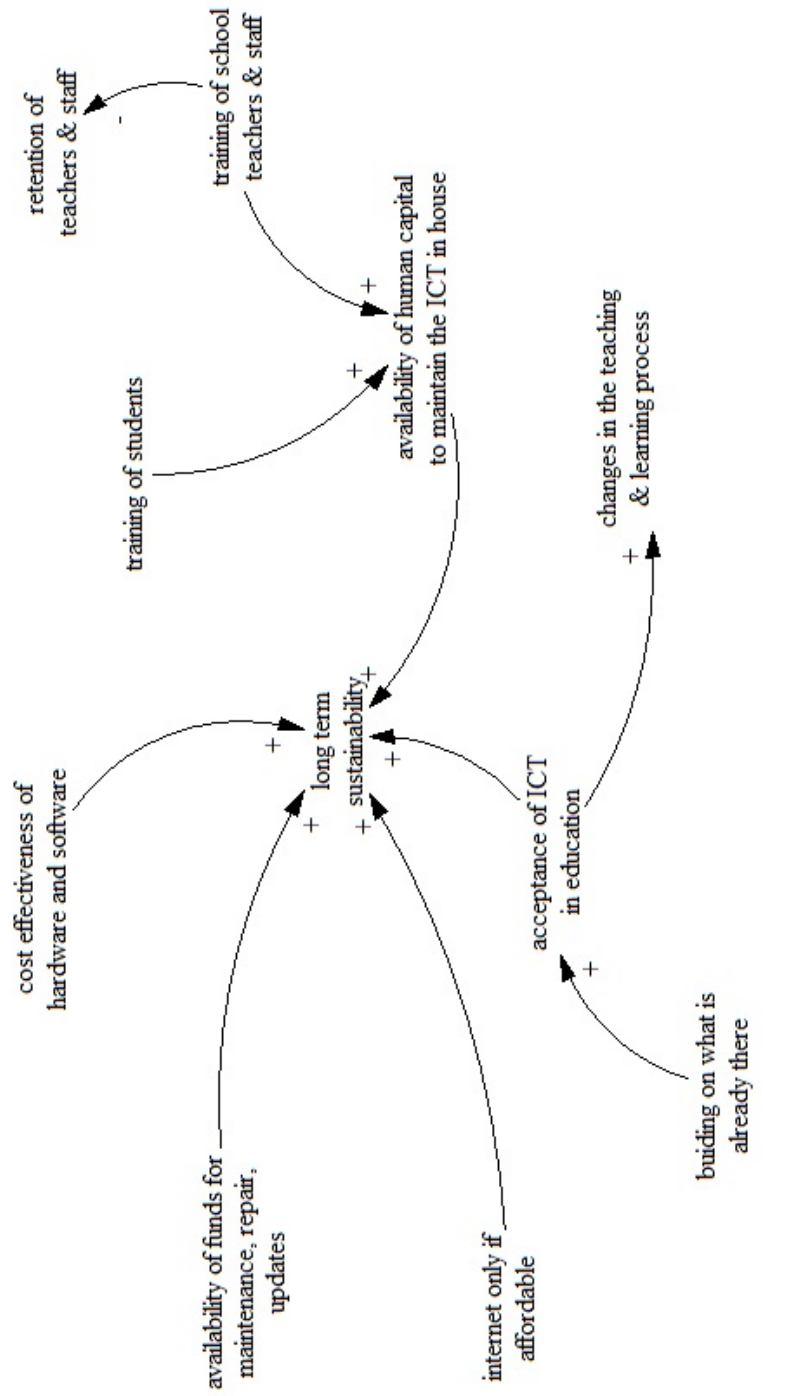 cost effectiveness of
hardware and software
retention of
teachers & staff
-
training of students
training of school
teachers & staff
availability of funds for
maintenance, repair,
updates
+
+
long term
sustainability
+
+
+
+
+
availability of human capital
to maintain the ICT in house
internet only if
affordable
acceptance of ICT
in education
+
+
changes in the teaching
& learning process
buiding on what is
already there